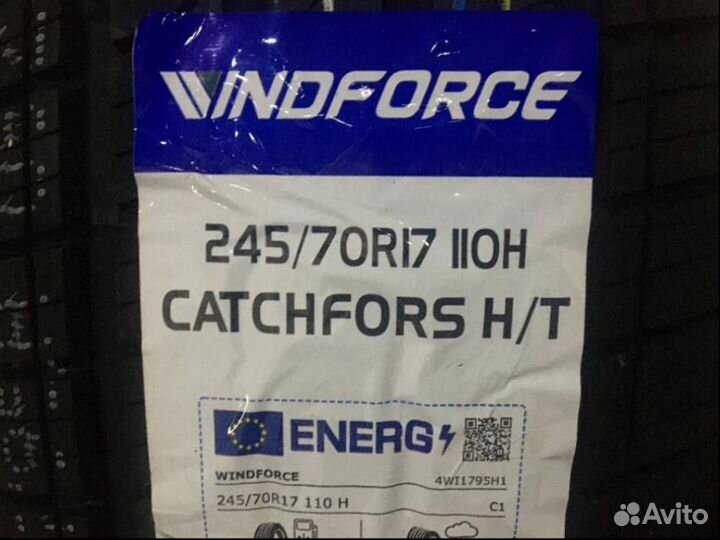 WINDFORCE
245/70R17 110H
CATCHFORS H/T
ENERG
WINDFORCE 4WI1795H1
245/70R17 110 H C1
Avito